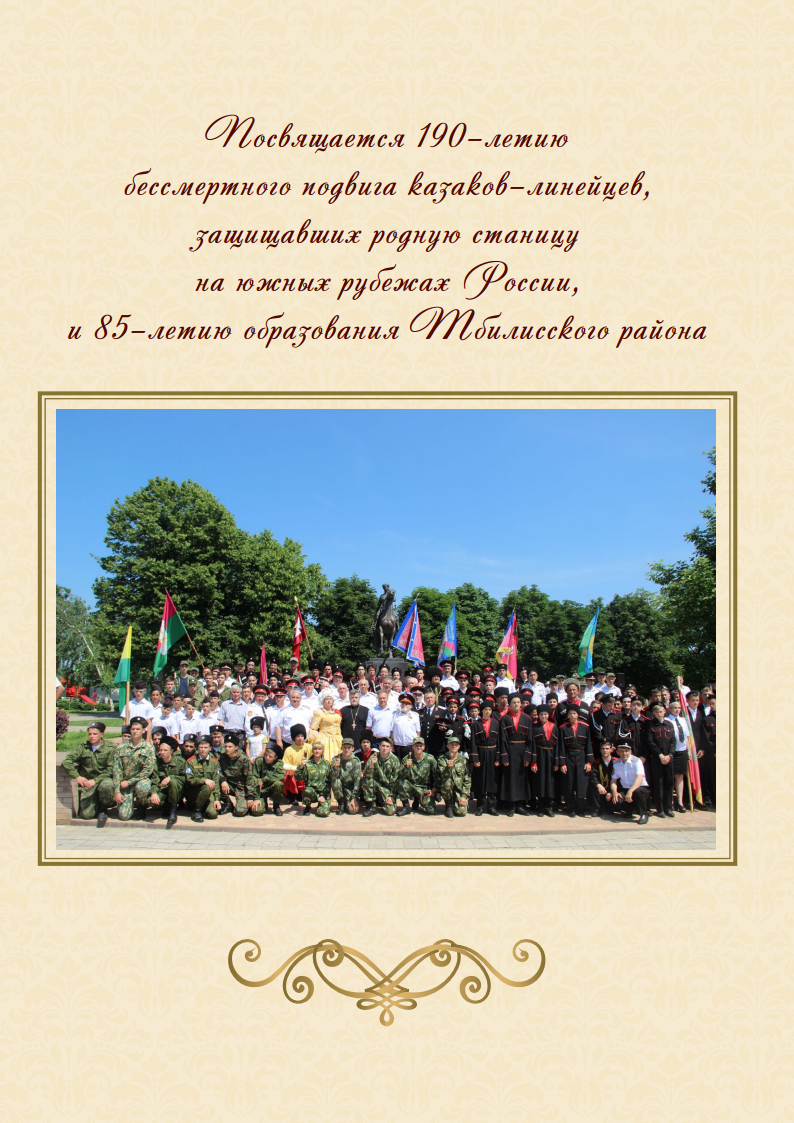 Посвящается 190-летию
бессмертного подвига казаков-линейцев,
защищавших родную станицу
на южных рубежах России,
и 85-летию образования Тбилисского района